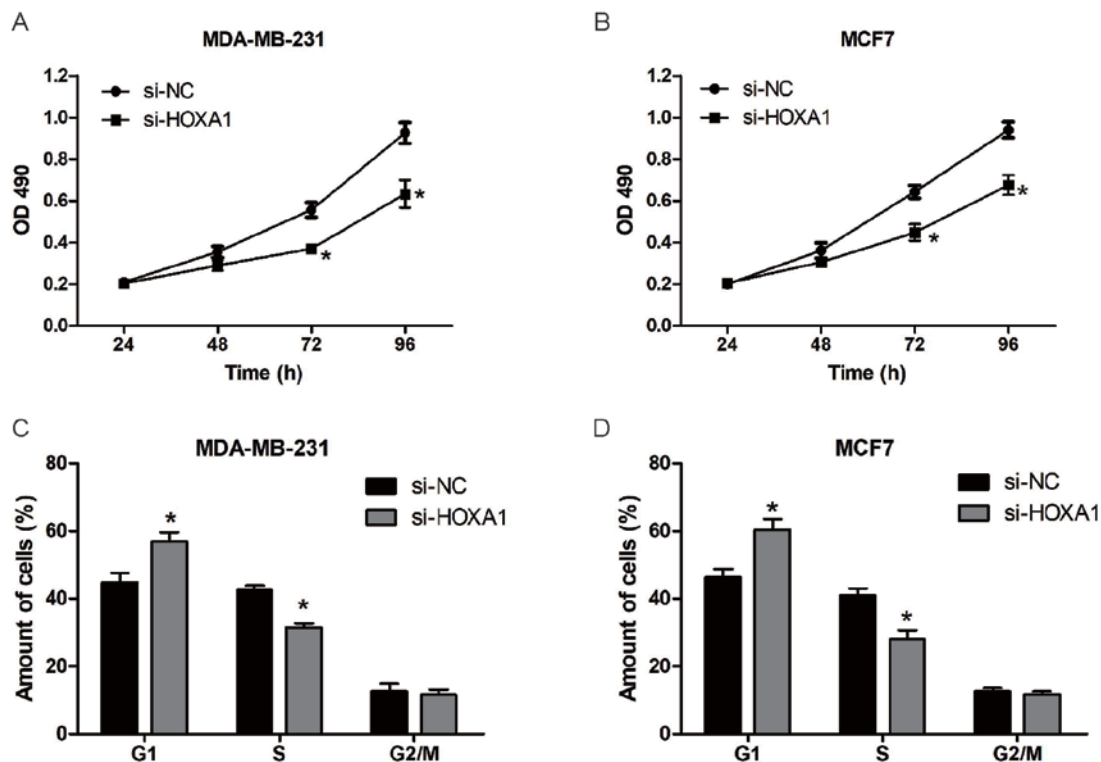 A
MDA-MB-231
1.2
1.0
0.8
0.6
0.4
0.2
0.0
OD 490
si-NC
si-HOXA1
*
*
24 48 72 96
Time (h)
B
MCF7
1.2
1.0
0.8
0.6
0.4
0.2
0.0
OD 490
si-NC
si-HOXA1
*
*
24 48 72 96
Time (h)
C
MDA-MB-231
80
60
40
20
0
Amount of cells (%)
si-NC
si-HOXA1
*
*
G1 S G2/M
D
MCF7
80
60
40
20
0
Amount of cells (%)
si-NC
si-HOXA1
*
*
G1 S G2/M